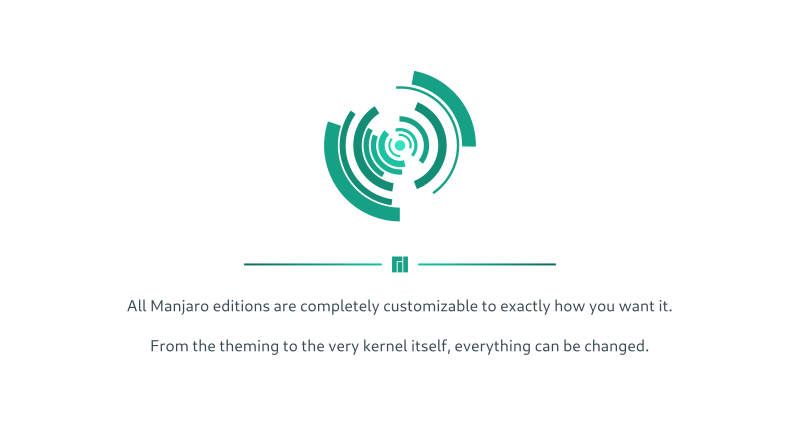 All Manjaro editions are completely customizable to exactly how you want it.
From the theming to the very kernel itself, everything can be changed.